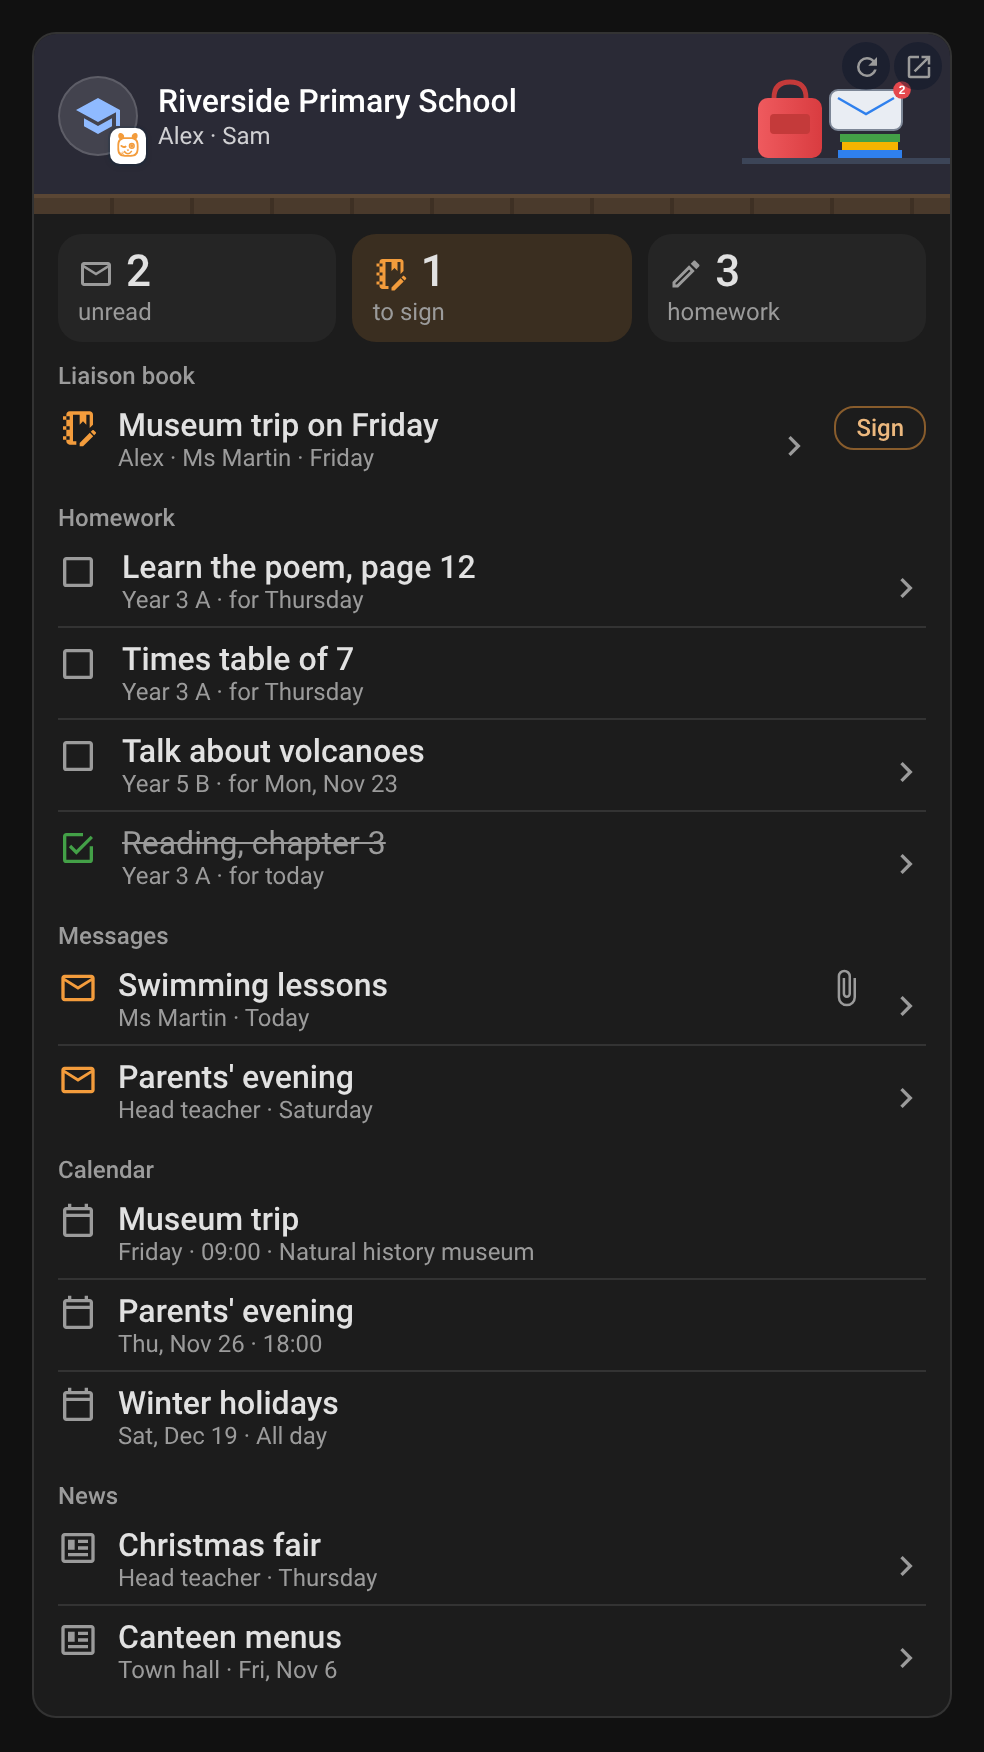 Riverside Primary School
Alex · Sam
2
2
unread
1
to sign
3
homework
Liaison book
Museum trip on Friday
Alex · Ms Martin · Friday
Sign
Homework
Learn the poem, page 12
Year 3 A · for Thursday
Times table of 7
Year 3 A · for Thursday
Talk about volcanoes
Year 5 B · for Mon, Nov 23
Reading, chapter 3
Year 3 A · for today
Messages
Swimming lessons
Ms Martin · Today
Parents' evening
Head teacher · Saturday
Calendar
Museum trip
Friday · 09:00 · Natural history museum
Parents' evening
Thu, Nov 26 · 18:00
Winter holidays
Sat, Dec 19 · All day
News
Christmas fair
Head teacher · Thursday
Canteen menus
Town hall · Fri, Nov 6